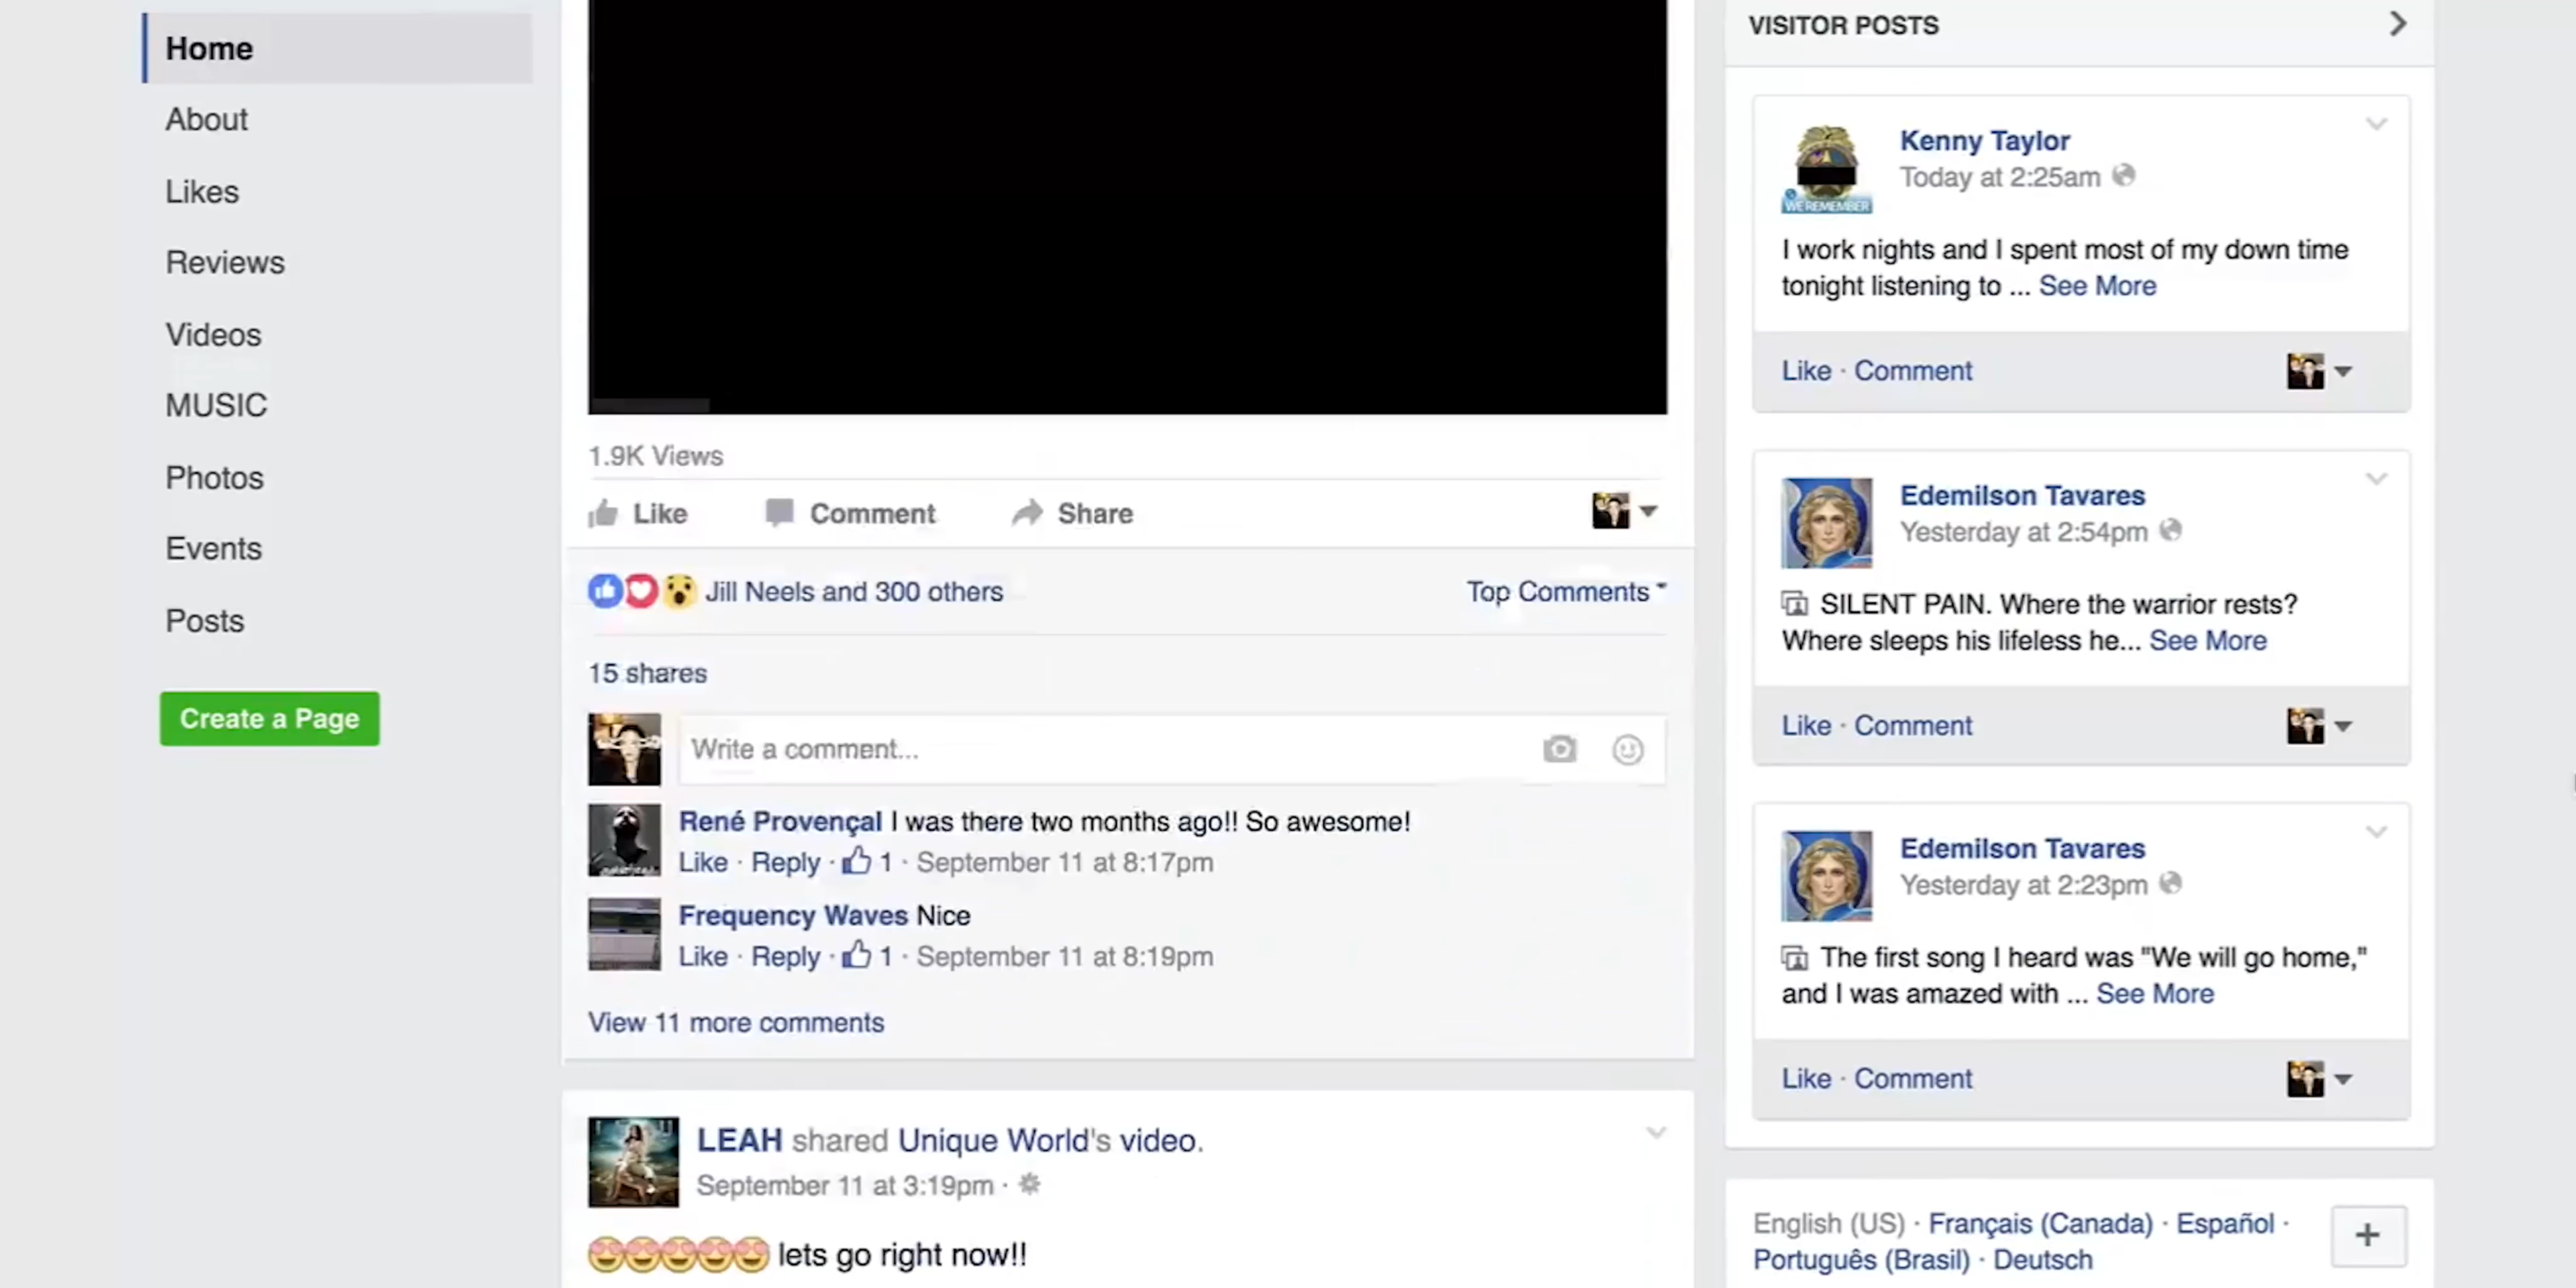 Home
About
Likes
Reviews
Videos
MUSIC
Photos
Events
Posts
Create a Page
1.9K Views
Like
Comment
Share
Jill Neels and 300 others
Top Comments
15 shares
Write a comment...
René Provençal I was there two months ago!! So awesome!
Like · Reply · 1 · September 11 at 8:17pm
Frequency Waves Nice
Like · Reply · 1 · September 11 at 8:19pm
View 11 more comments
LEAH shared Unique World's video.
September 11 at 3:19pm ·
lets go right now!!
VISITOR POSTS
Kenny Taylor
Today at 2:25am
WE REMEMBER
I work nights and I spent most of my down time
tonight listening to ... See More
Like · Comment
Edemilson Tavares
Yesterday at 2:54pm
SILENT PAIN. Where the warrior rests?
Where sleeps his lifeless he... See More
Like · Comment
Edemilson Tavares
Yesterday at 2:23pm
The first song I heard was "We will go home,"
and I was amazed with ... See More
Like · Comment
English (US) · Français (Canada) · Español ·
Português (Brasil) · Deutsch